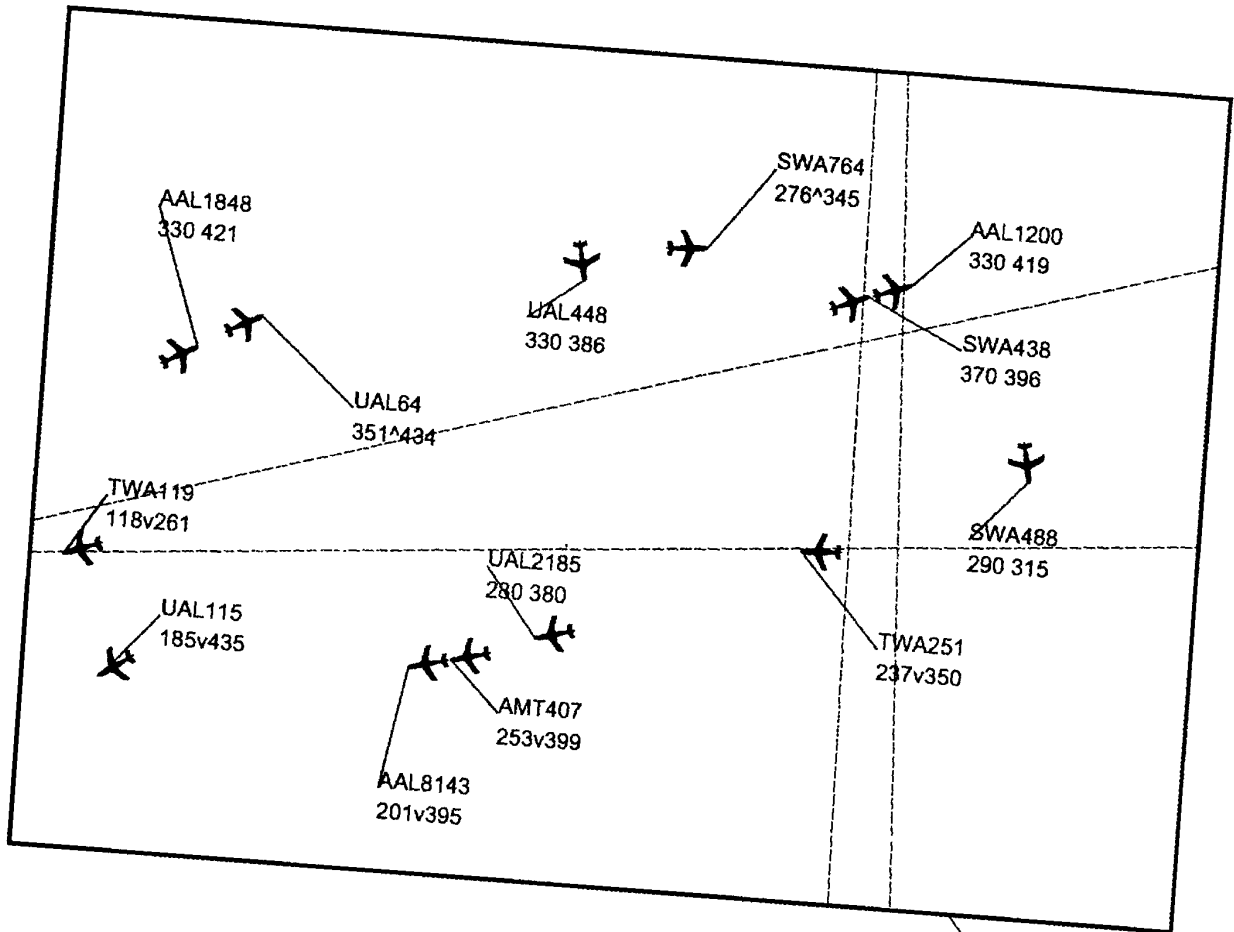 SWA764
276^345
AAL1848
330 421
AAL1200
330 419
UAL448
330 386
SWA438
370 396
UAL64
351^434
TWA119
118v261
SWA488
290 315
UAL2185
280 380
UAL115
185v435
TWA251
237v350
AMT407
253v399
AAL8143
201v395